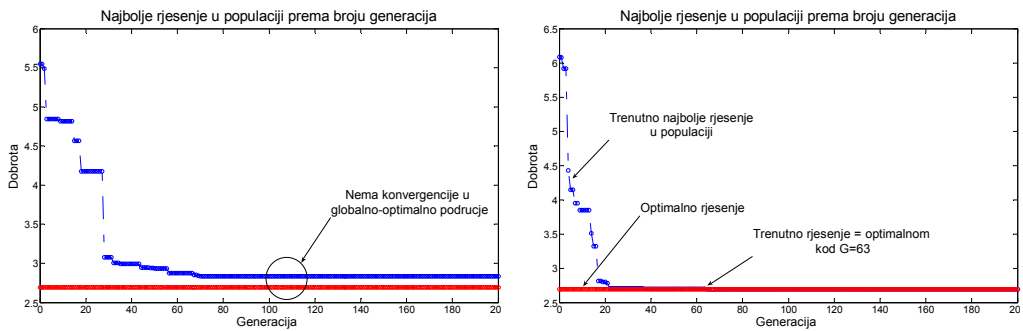 Najbolje rjesenje u populaciji prema broju generacija
6
5.5
5
4.5
4
3.5
3
2.5
0 20 40 60 80 100 120 140 160 180 200
Dobrota
Generacija
Nema konvergencije u
globalno-optimalno podrucje
Najbolje rjesenje u populaciji prema broju generacija
6.5
6
5.5
5
4.5
4
3.5
3
2.5
0 20 40 60 80 100 120 140 160 180 200
Dobrota
Generacija
Trenutno najbolje rjesenje
u populaciji
Optimalno rjesenje
Trenutno rjesenje = optimalnom
kod G=63